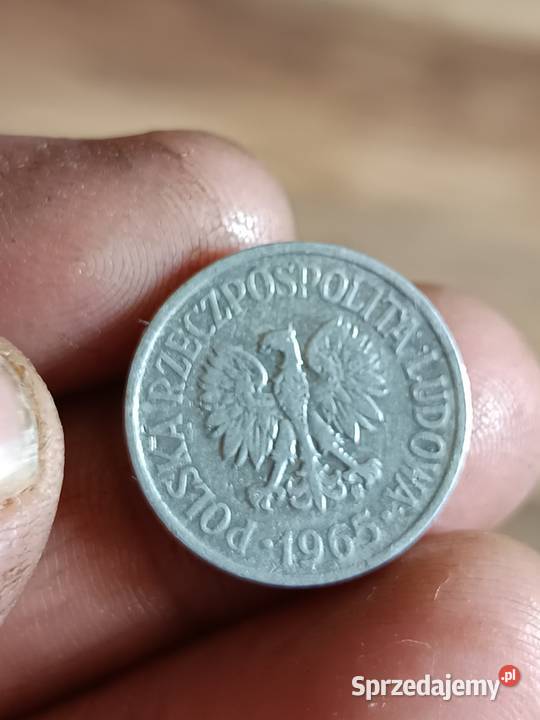 POLSKA RZECZPOSPOLITA LUDOWA
· 1965 ·
Sprzedajemy.pl